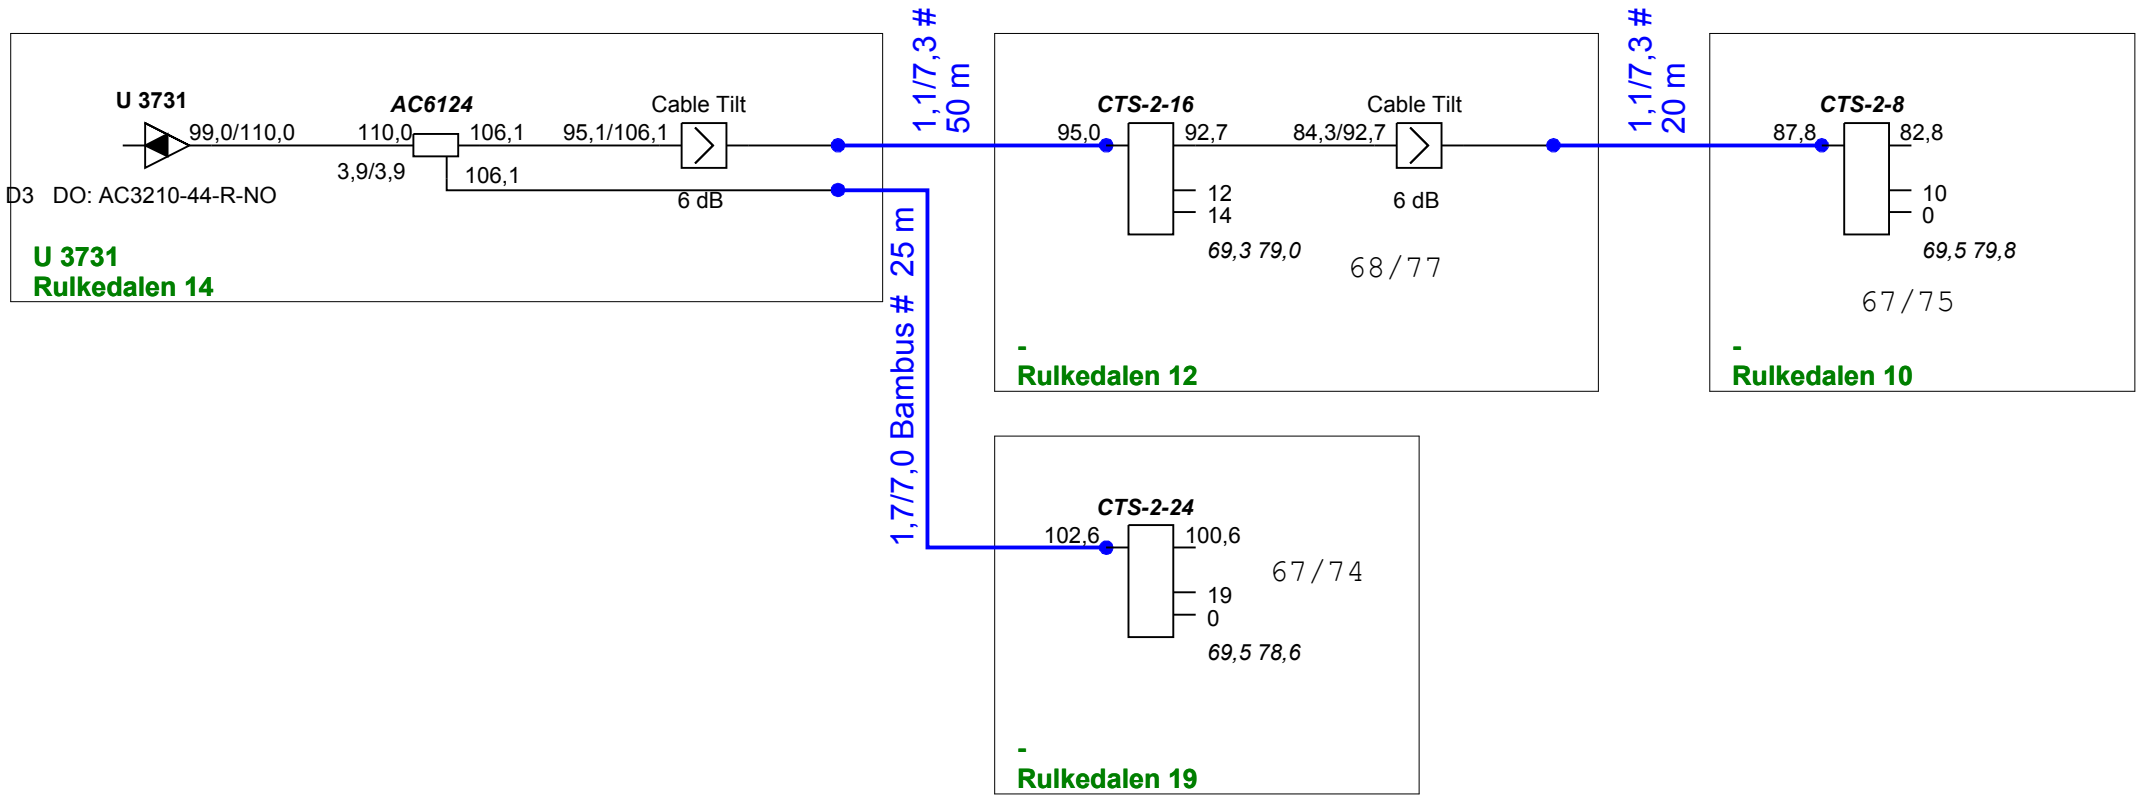 U 3731
99,0/110,0
D3 DO: AC3210-44-R-NO
AC6124
110,0
106,1
3,9/3,9
106,1
95,1/106,1
Cable Tilt
6 dB
U 3731
Rulkedalen 14
1,1/7,3 #
50 m
1,7/7,0 Bambus # 25 m
CTS-2-16
95,0
92,7
12
14
69,3 79,0
84,3/92,7
Cable Tilt
6 dB
68/77
-
Rulkedalen 12
1,1/7,3 #
20 m
CTS-2-8
87,8
82,8
10
0
69,5 79,8
67/75
-
Rulkedalen 10
CTS-2-24
102,6
100,6
67/74
19
0
69,5 78,6
-
Rulkedalen 19